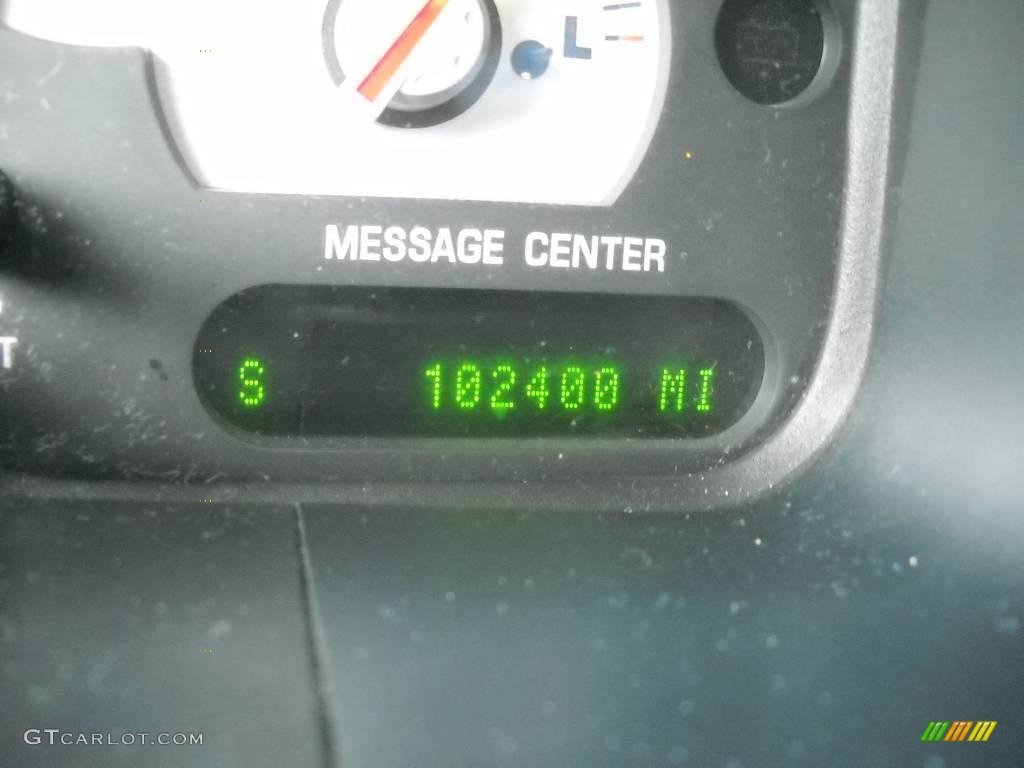 L
MESSAGE CENTER
T
S 102400 MI
GTCARLOT.COM